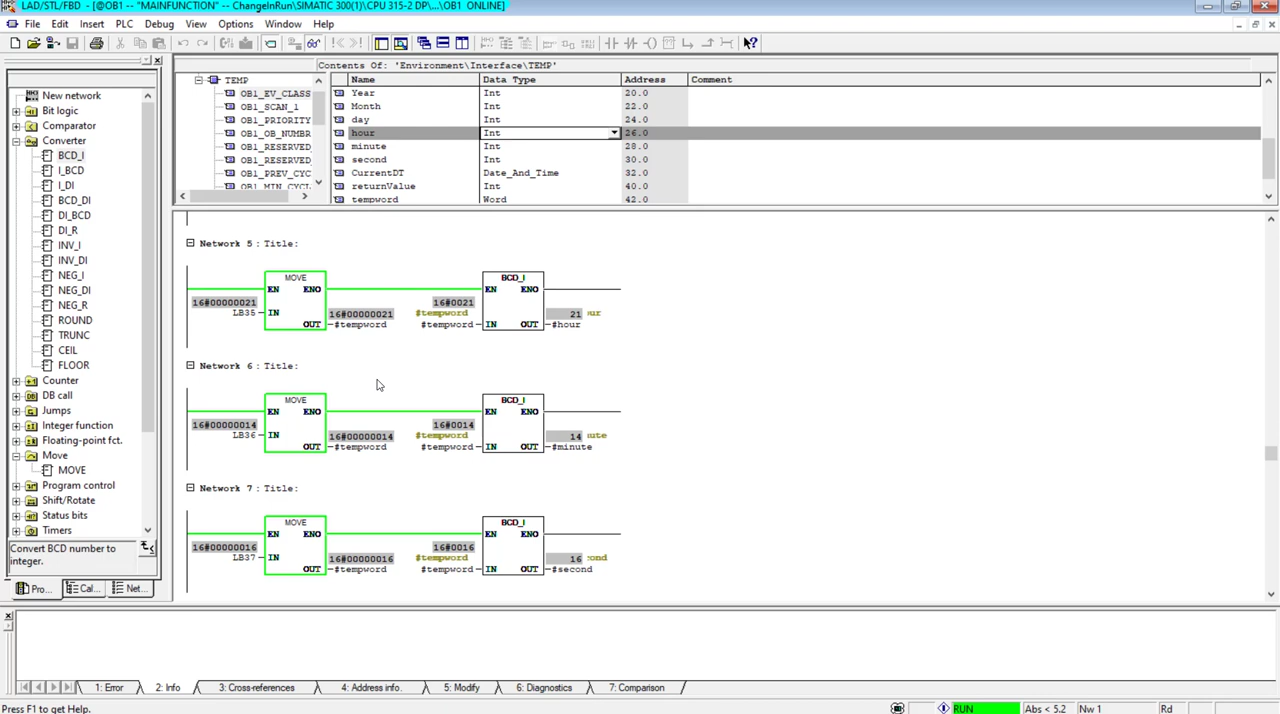 LAD/STL/FBD - [@OB1 -- "MAINFUNCTION" -- ChangeInRun\SIMATIC 300(1)\CPU 315-2 DP\...\OB1 ONLINE]
File Edit Insert PLC Debug View Options Window Help
New network
Bit logic
Comparator
Converter
BCD_I
I_BCD
I_DI
BCD_DI
DI_BCD
DI_R
INV_I
INV_DI
NEG_I
NEG_DI
NEG_R
ROUND
TRUNC
CEIL
FLOOR
Counter
DB call
Jumps
Integer function
Floating-point fct.
Move
MOVE
Program control
Shift/Rotate
Status bits
Timers
Convert BCD number to
integer.
Pro... Cal... Net...
Contents Of: 'Environment\Interface\TEMP'
TEMP
OB1_EV_CLASS
OB1_SCAN_1
OB1_PRIORITY
OB1_OB_NUMBR
OB1_RESERVED
OB1_RESERVED
OB1_PREV_CYC
OB1_MIN_CYCL
Name Data Type Address Comment
Year Int 20.0
Month Int 22.0
day Int 24.0
hour Int 26.0
minute Int 28.0
second Int 30.0
CurrentDT Date_And_Time 32.0
returnValue Int 40.0
tempword Word 42.0
Network 5 : Title:
MOVE BCD_I
EN ENO EN ENO
16#00000021 16#0021
LB35 IN 16#00000021 #tempword 21 ur
OUT #tempword #tempword IN OUT #hour
Network 6 : Title:
MOVE BCD_I
EN ENO EN ENO
16#00000014 16#0014
LB36 IN 16#00000014 #tempword 14 ute
OUT #tempword #tempword IN OUT #minute
Network 7 : Title:
MOVE BCD_I
EN ENO EN ENO
16#00000016 16#0016
LB37 IN 16#00000016 #tempword 16 ond
OUT #tempword #tempword IN OUT #second
1: Error 2: Info 3: Cross-references 4: Address info. 5: Modify 6: Diagnostics 7: Comparison
Press F1 to get Help. RUN Abs < 5.2 Nw 1 Rd